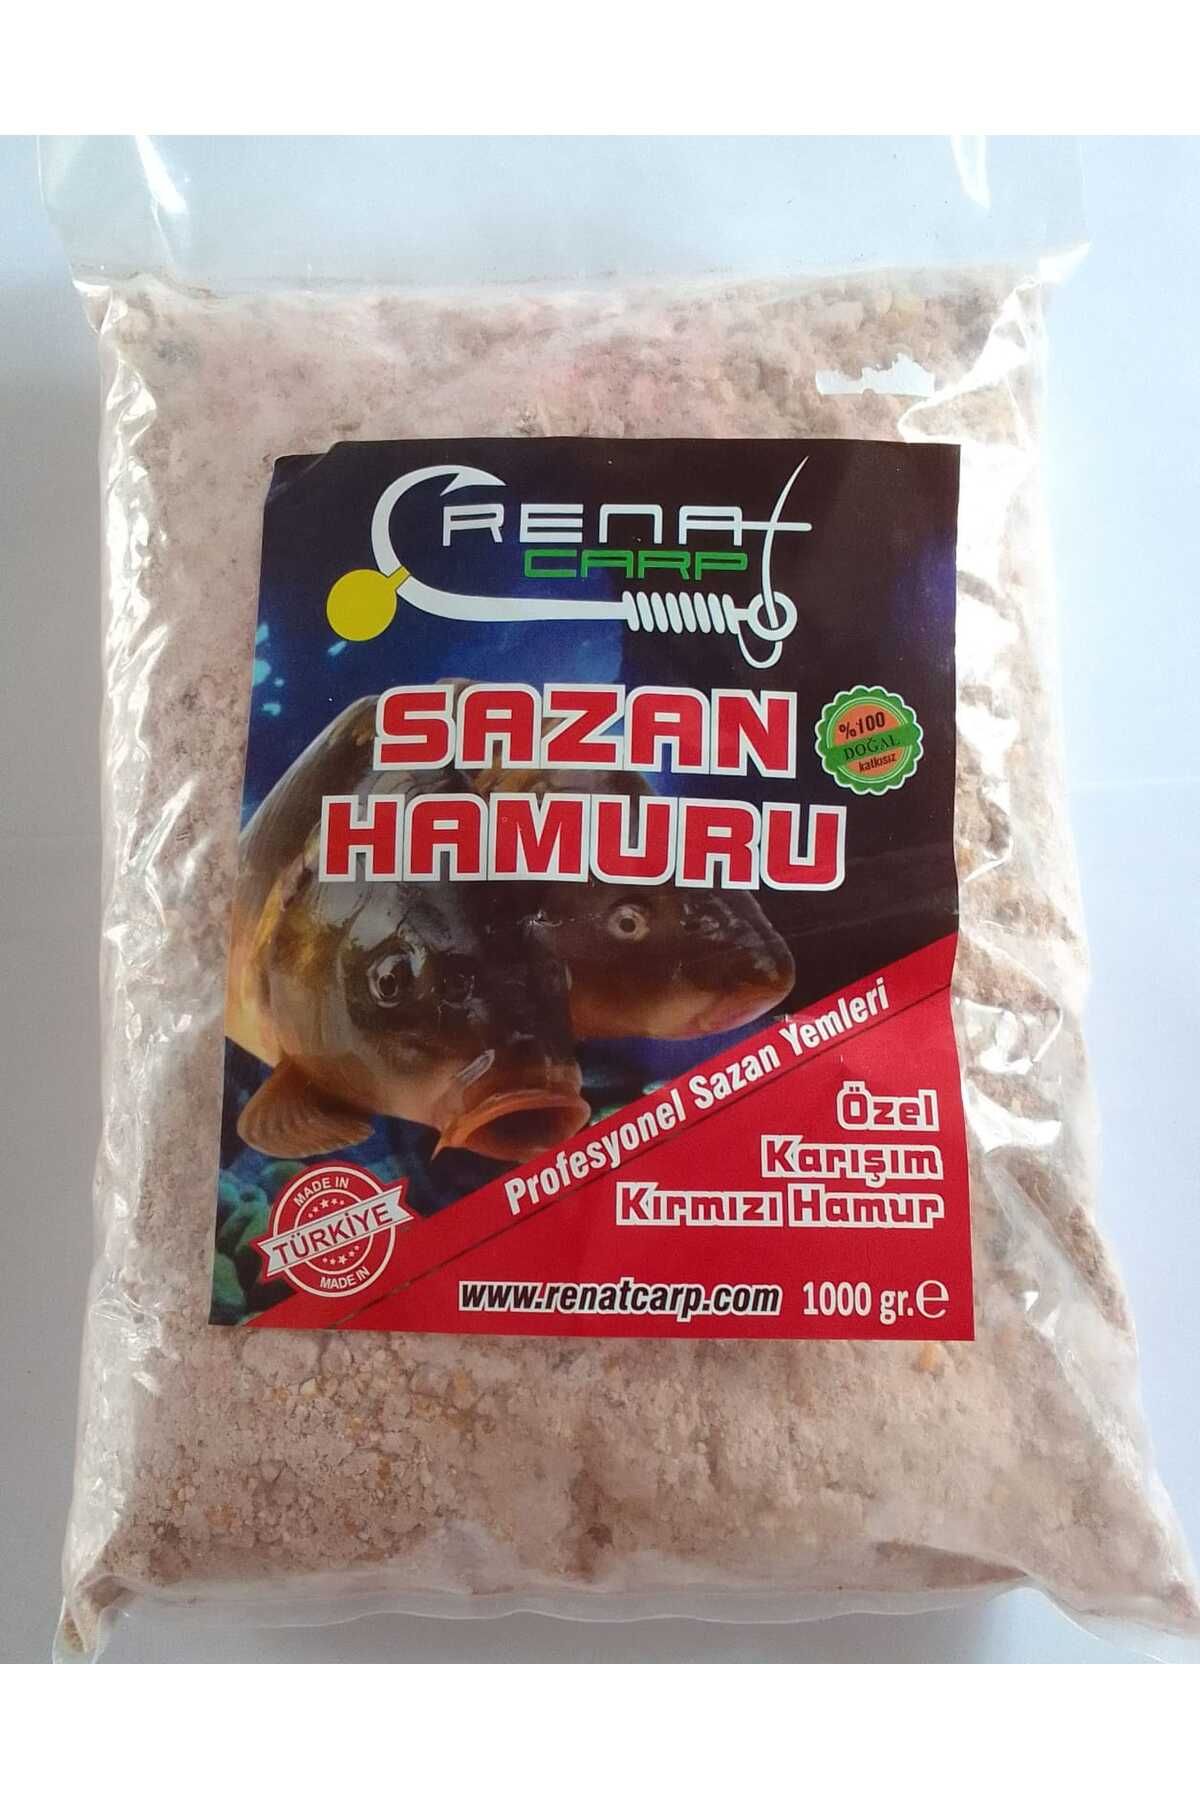 RENAT
CARP
SAZAN
HAMURU
%100
DOĞAL
katkısız
Profesyonel Sazan Yemleri
Özel
Karışım
Kırmızı Hamur
MADE IN
TÜRKİYE
MADE IN
www.renatcarp.com 1000 gr.℮